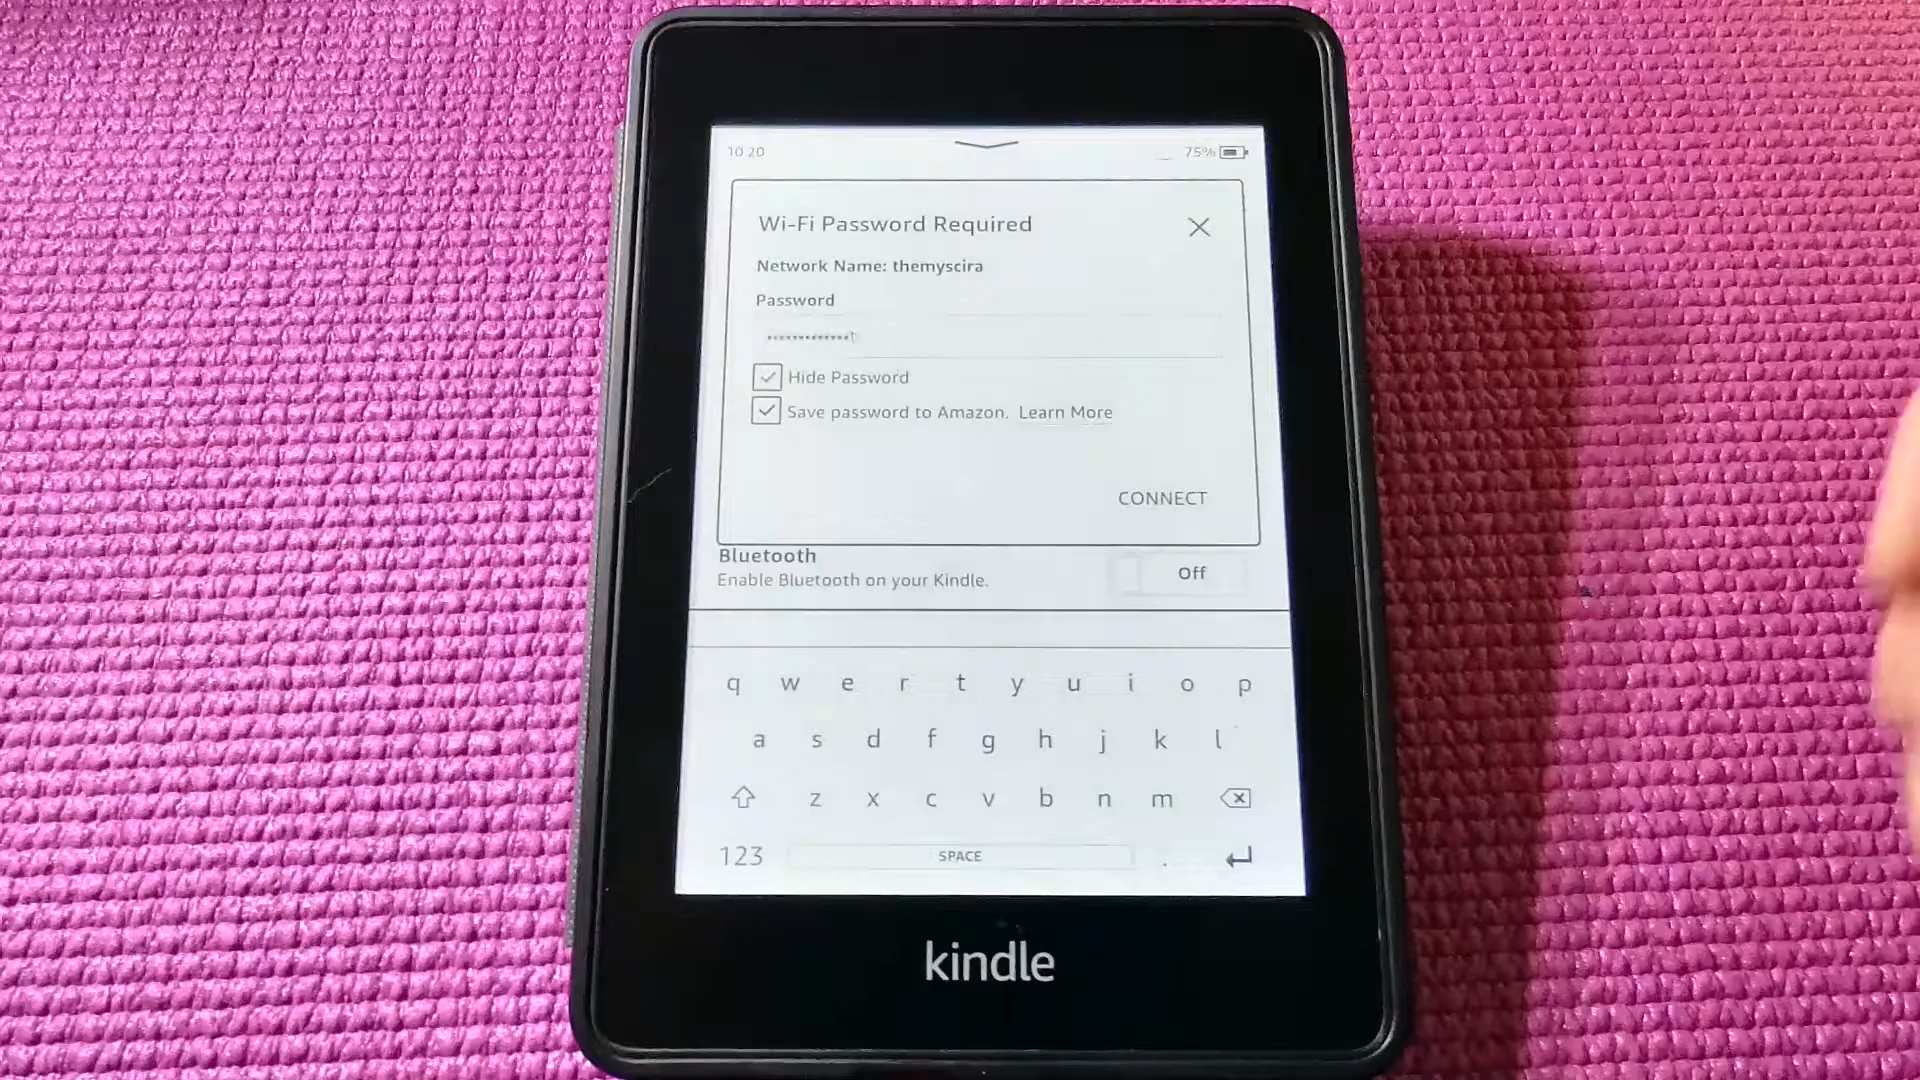 10 20 75%
Wi-Fi Password Required
Network Name: themyscira
Password
Hide Password
Save password to Amazon. Learn More
CONNECT
Bluetooth
Enable Bluetooth on your Kindle.
Off
q w e r t y u i o p
a s d f g h j k l
z x c v b n m
123 SPACE .
kindle